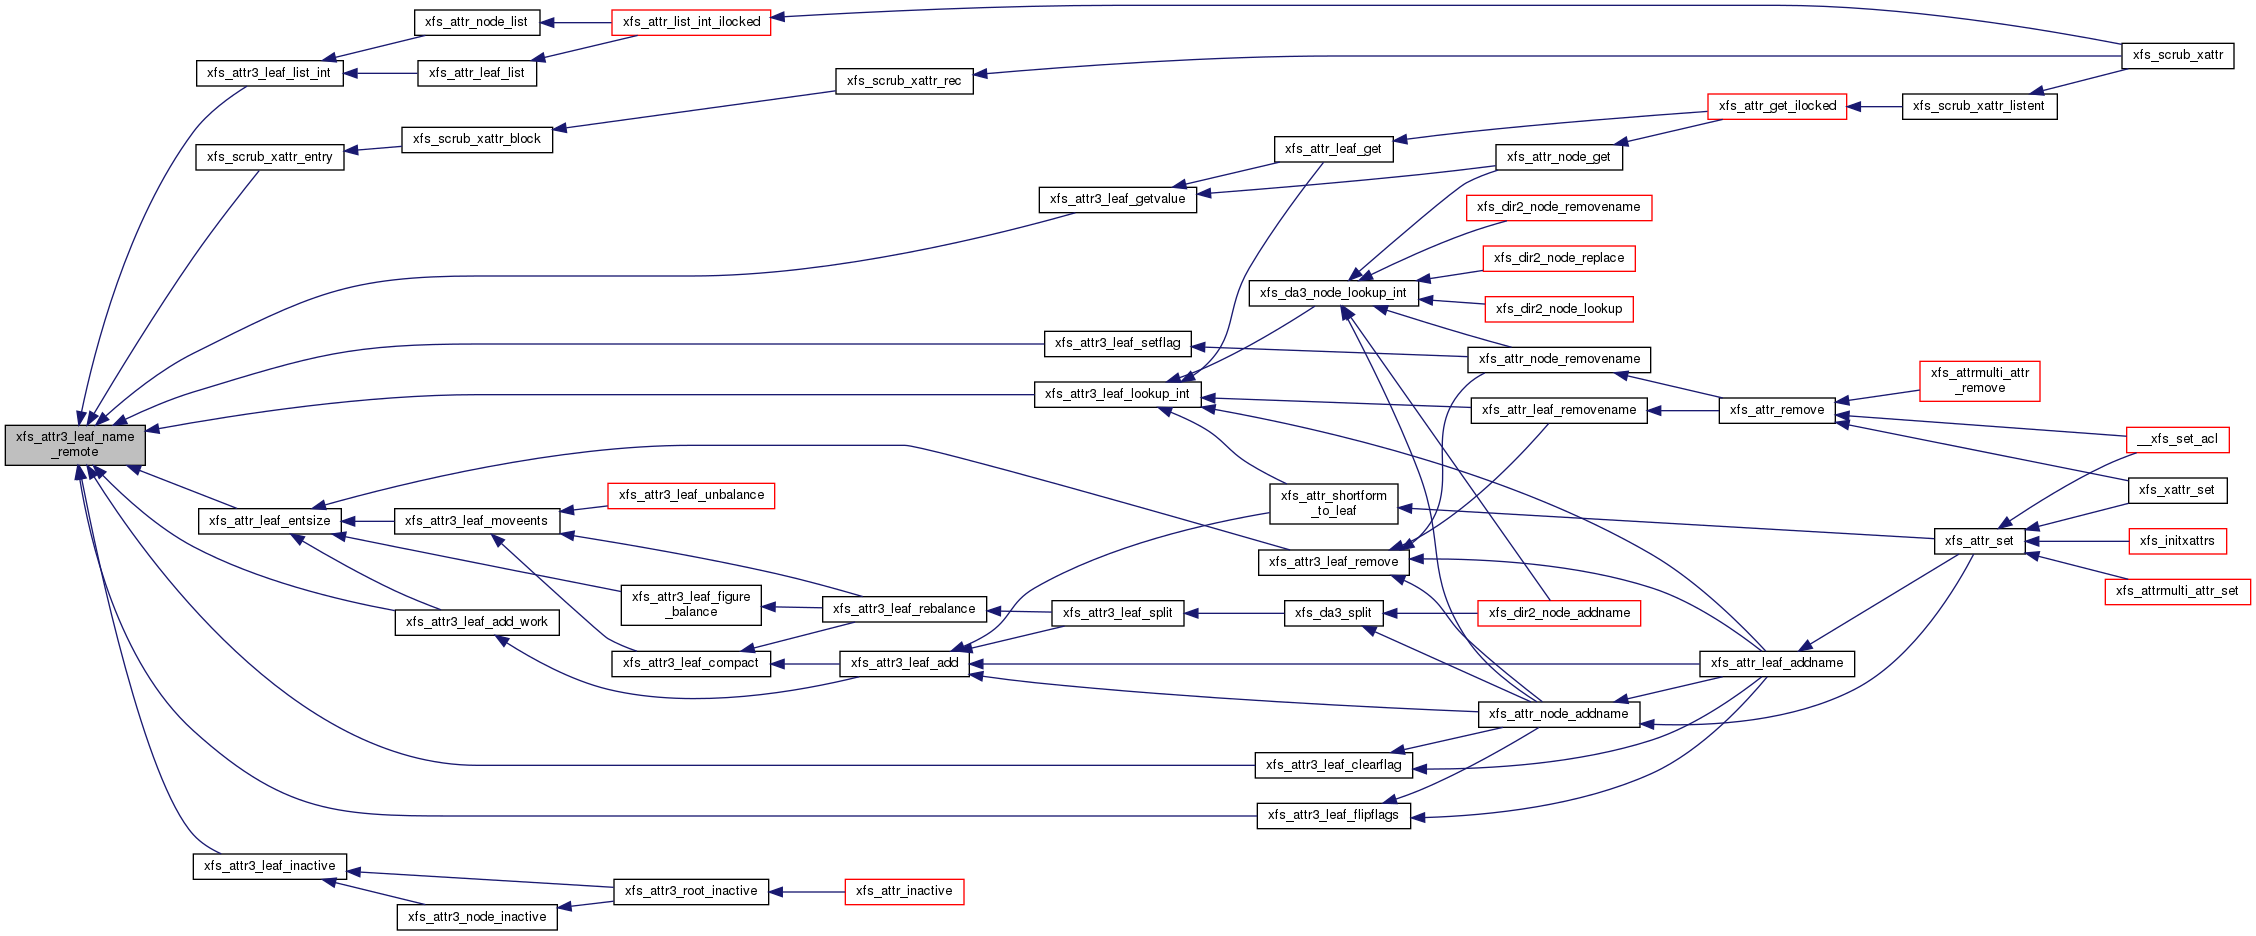 xfs_attr_node_list
xfs_attr_list_int_ilocked
xfs_scrub_xattr
xfs_attr3_leaf_list_int
xfs_attr_leaf_list
xfs_scrub_xattr_rec
xfs_attr_get_ilocked
xfs_scrub_xattr_listent
xfs_scrub_xattr_block
xfs_scrub_xattr_entry
xfs_attr_leaf_get
xfs_attr_node_get
xfs_attr3_leaf_getvalue
xfs_dir2_node_removename
xfs_dir2_node_replace
xfs_da3_node_lookup_int
xfs_dir2_node_lookup
xfs_attr3_leaf_setflag
xfs_attr_node_removename
xfs_attrmulti_attr
_remove
xfs_attr3_leaf_lookup_int
xfs_attr_leaf_removename
xfs_attr_remove
xfs_attr3_leaf_name
_remote
__xfs_set_acl
xfs_attr3_leaf_unbalance
xfs_attr_shortform
_to_leaf
xfs_xattr_set
xfs_attr_leaf_entsize
xfs_attr3_leaf_moveents
xfs_attr_set
xfs_initxattrs
xfs_attr3_leaf_remove
xfs_attrmulti_attr_set
xfs_attr3_leaf_figure
_balance
xfs_attr3_leaf_rebalance
xfs_attr3_leaf_split
xfs_da3_split
xfs_dir2_node_addname
xfs_attr3_leaf_add_work
xfs_attr3_leaf_compact
xfs_attr3_leaf_add
xfs_attr_leaf_addname
xfs_attr_node_addname
xfs_attr3_leaf_clearflag
xfs_attr3_leaf_flipflags
xfs_attr3_leaf_inactive
xfs_attr3_root_inactive
xfs_attr_inactive
xfs_attr3_node_inactive